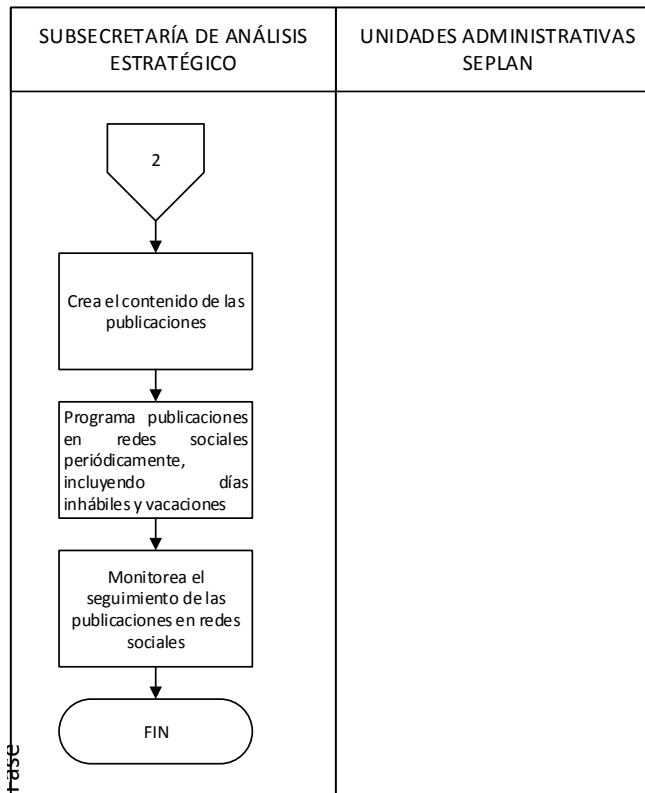 SUBSECRETARÍA DE ANÁLISIS
ESTRATÉGICO
UNIDADES ADMINISTRATIVAS
SEPLAN
2
Crea el contenido de las
publicaciones
Programa publicaciones
en redes sociales
periódicamente,
incluyendo días
inhábiles y vacaciones
Monitorea el
seguimiento de las
publicaciones en redes
sociales
FIN
Fase